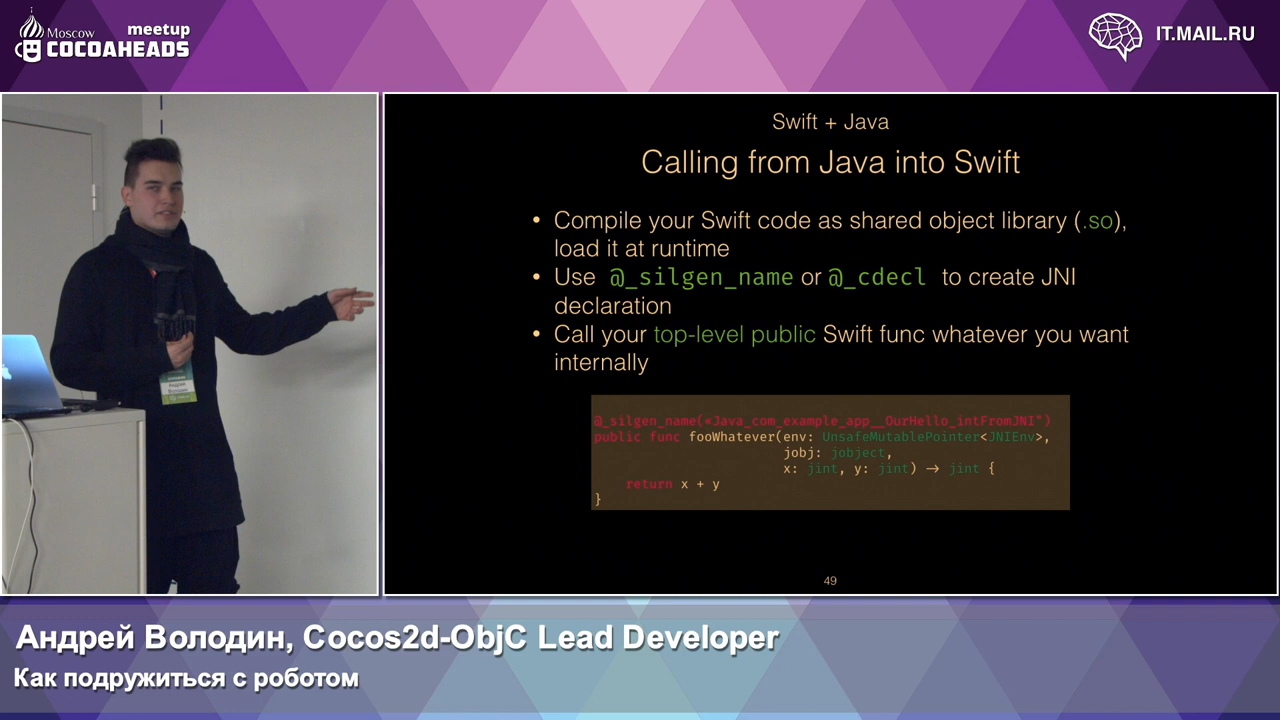 Moscow
meetup
COCOAHEADS
IT.MAIL.RU
Андрей
Володин
Swift + Java
Calling from Java into Swift
• Compile your Swift code as shared object library (.so),
load it at runtime
• Use @_silgen_name or @_cdecl to create JNI
declaration
• Call your top-level public Swift func whatever you want
internally
@_silgen_name("Java_com_example_app__OurHello_intFromJNI")
public func fooWhatever(env: UnsafeMutablePointer<JNIEnv>,
jobj: jobject,
x: jint, y: jint) -> jint {
return x + y
}
49
Андрей Володин, Cocos2d-ObjC Lead Developer
Как подружиться с роботом